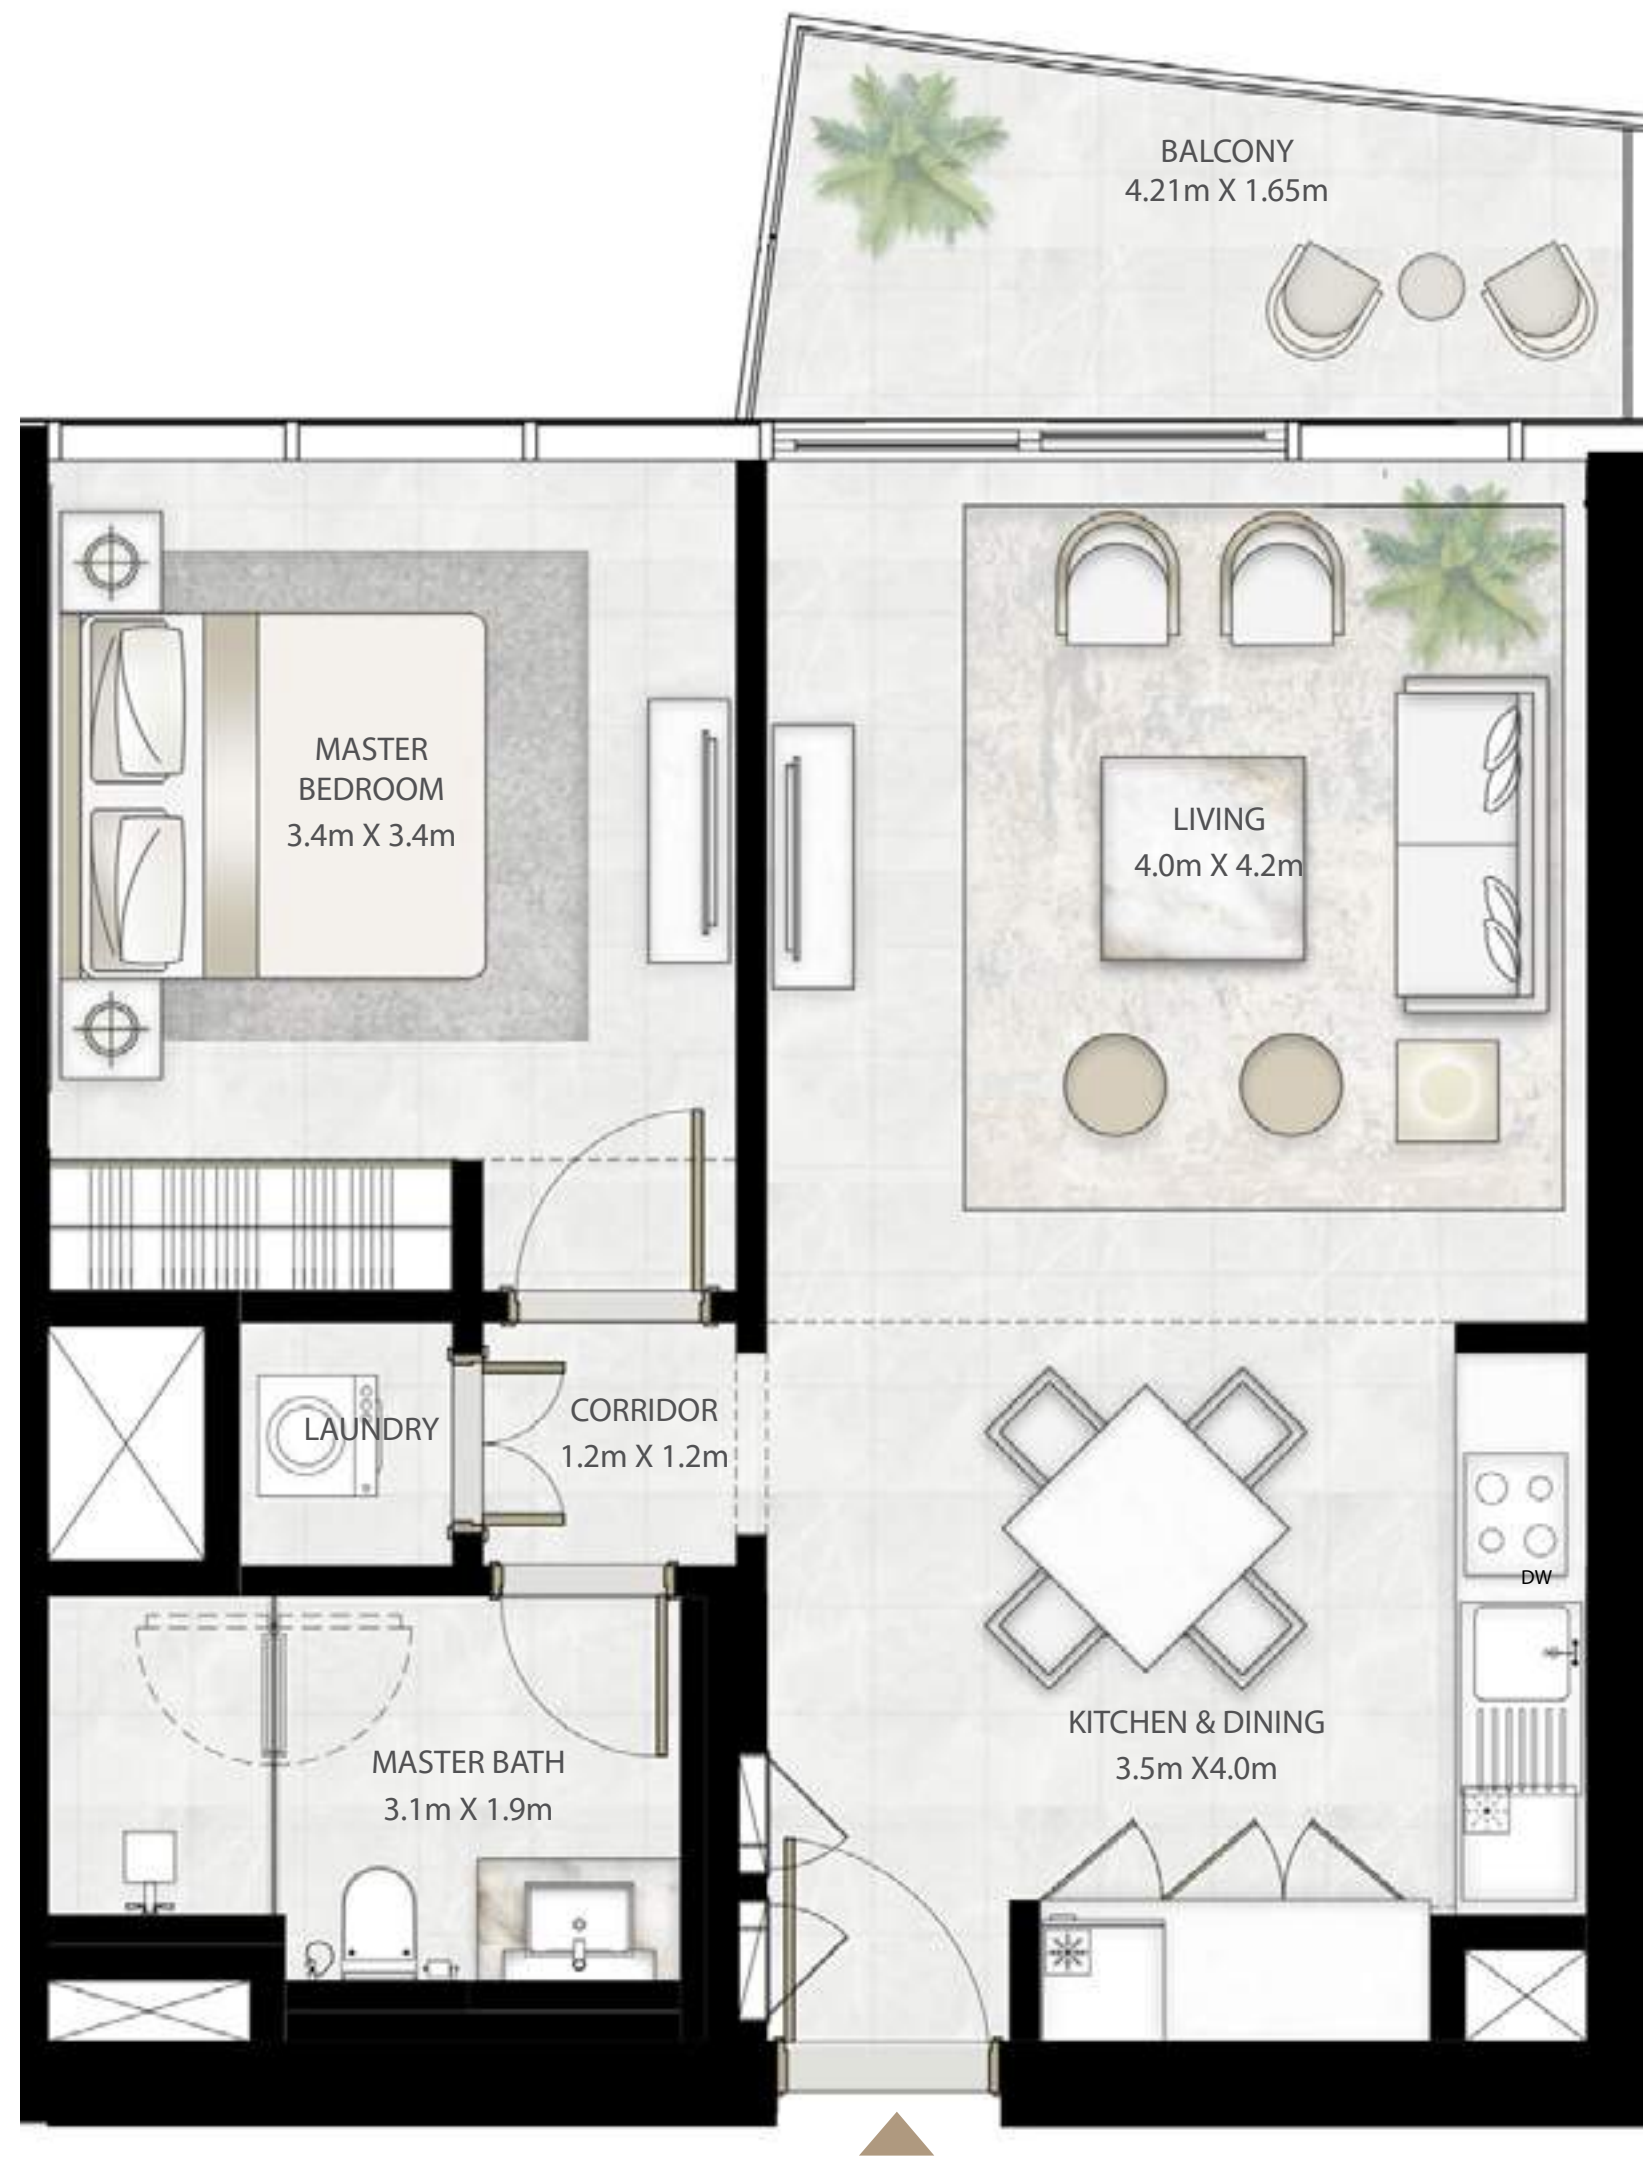 BALCONY
4.21m X 1.65m
MASTER
BEDROOM
3.4m X 3.4m
LIVING
4.0m X 4.2m
LAUNDRY
CORRIDOR
1.2m X 1.2m
DW
KITCHEN & DINING
3.5m X4.0m
MASTER BATH
3.1m X 1.9m